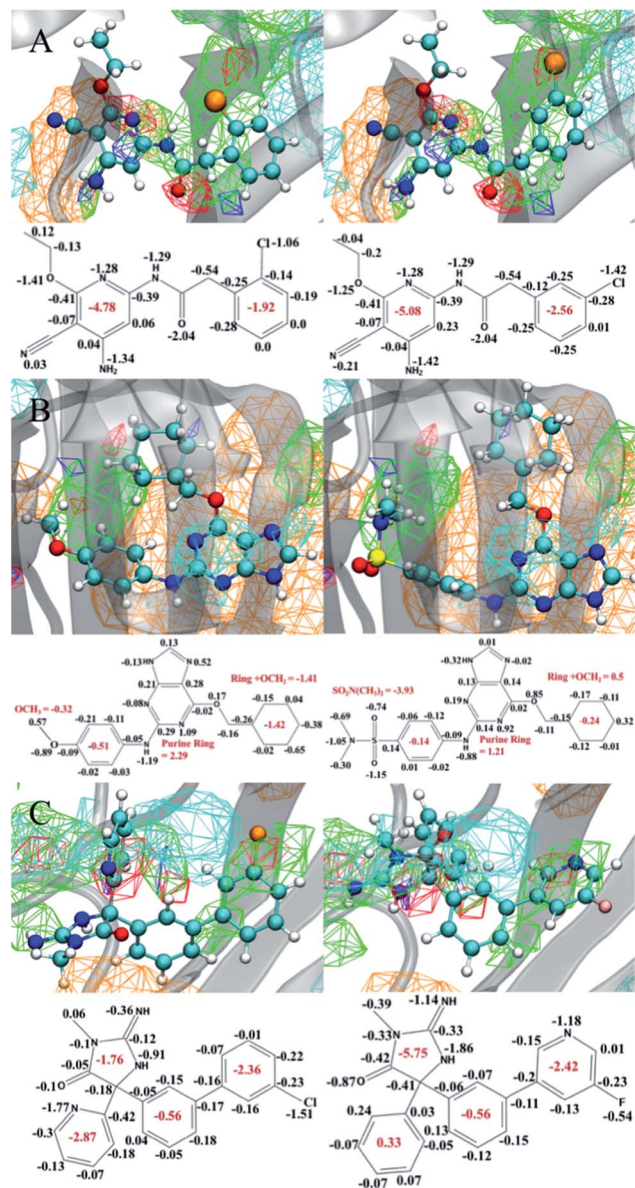 A
0.12
-0.13
-1.41
O
-0.41
-0.07
0.03
N
-1.28
N
-4.78
0.04
-1.34
NH₂
0.06
-0.39
-1.29
H
N
-0.54
O
-2.04
-0.25
-0.28
Cl -1.06
-0.14
-0.19
-1.92
0.0
0.0
-0.04
-0.2
-1.25
O
-0.41
-0.07
N
-0.21
-1.28
N
-5.08
-0.04
-1.42
NH₂
0.23
-0.39
-1.29
NH
-0.54
O
-2.04
-0.12
-0.25
-1.42
Cl
-0.28
-2.56
0.01
-0.25
-0.25
B
0.13
-0.13 HN
N 0.52
0.21
0.28
-0.08 N
-0.02
0.17
O
0.29
N
1.09
Ring +OCH₂ = -1.41
-0.15
0.04
-0.26
-0.16
-1.42
-0.38
-0.02
-0.65
Purine Ring
= 2.29
OCH₃ = -0.32
0.57
O
-0.89
-0.09
-0.21
-0.11
-0.51
-0.02
-0.03
-0.05
N
H
-1.19
0.01
-0.32 HN
N -0.02
0.13
0.14
0.19 N
0.02
0.85
O
0.14
N
0.92
Ring +OCH₂ = 0.5
-0.17
-0.11
-0.15
-0.11
-0.24
0.32
-0.12
-0.01
Purine Ring
= 1.21
SO₂N(CH₃)₂ = -3.93
-0.69
-0.74
O
-1.05
N
S
-0.30
O
-1.15
0.14
-0.06
-0.12
-0.14
0.01
-0.02
-0.09
N
H
-0.88
C
0.06
-0.36
NH
-0.1
N
-0.12
-0.05
-1.76
-0.91
NH
-0.10
O
-0.18
-0.05
-1.77
N
-0.42
-0.3
-2.87
-0.18
-0.13
-0.07
-0.15
-0.16
-0.56
-0.17
0.04
-0.05
-0.18
-0.07
-0.01
-0.22
-2.36
-0.23
-0.16
Cl
-1.51
-0.39
-1.14
NH
-0.33
N
-0.33
-0.42
-5.75
-1.86
NH
-0.87
O
-0.41
-0.06
0.24
0.03
-0.07
0.33
-0.05
-0.07
0.07
-0.07
0.13
-0.56
-0.11
-0.12
-0.15
-0.2
-0.15
-1.18
N
0.01
-2.42
-0.23
-0.13
F
-0.54